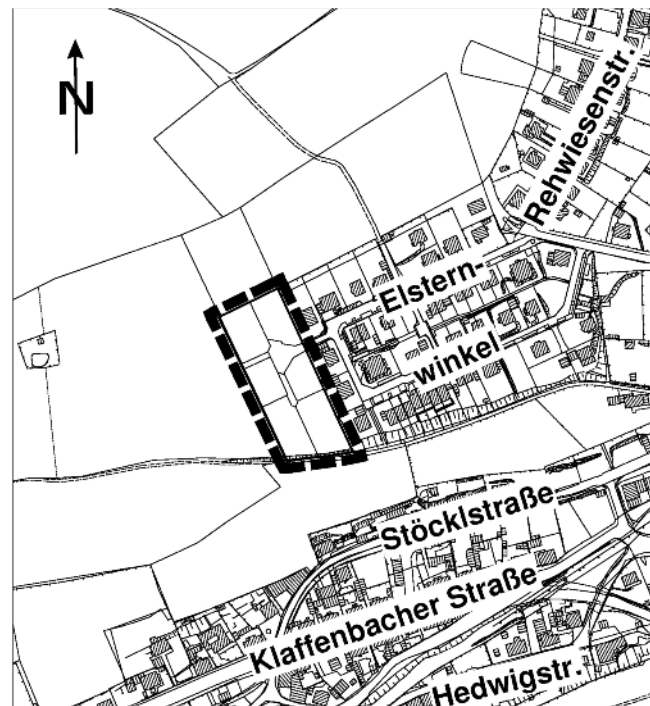 N
Rehwiesenstr.
Elstern-
winkel
Stöcklstraße
Klaffenbacher Straße
Hedwigstr.